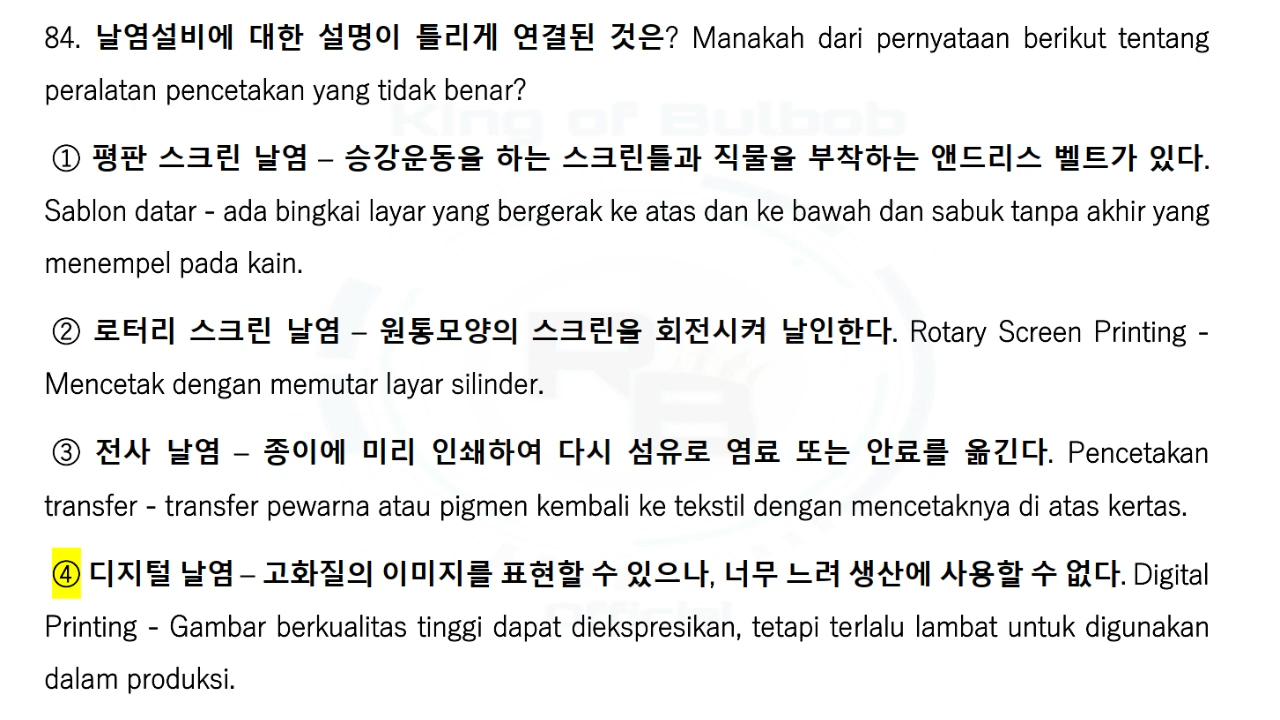 84. 날염설비에 대한 설명이 틀리게 연결된 것은? Manakah dari pernyataan berikut tentang
peralatan pencetakan yang tidak benar?
King of Bulbob
① 평판 스크린 날염 – 승강운동을 하는 스크린틀과 직물을 부착하는 앤드리스 벨트가 있다.
Sablon datar - ada bingkai layar yang bergerak ke atas dan ke bawah dan sabuk tanpa akhir yang
menempel pada kain.
② 로터리 스크린 날염 – 원통모양의 스크린을 회전시켜 날인한다. Rotary Screen Printing -
Mencetak dengan memutar layar silinder.
③ 전사 날염 – 종이에 미리 인쇄하여 다시 섬유로 염료 또는 안료를 옮긴다. Pencetakan
transfer - transfer pewarna atau pigmen kembali ke tekstil dengan mencetaknya di atas kertas.
④ 디지털 날염 – 고화질의 이미지를 표현할 수 있으나, 너무 느려 생산에 사용할 수 없다. Digital
Printing - Gambar berkualitas tinggi dapat diekspresikan, tetapi terlalu lambat untuk digunakan
Official
dalam produksi.